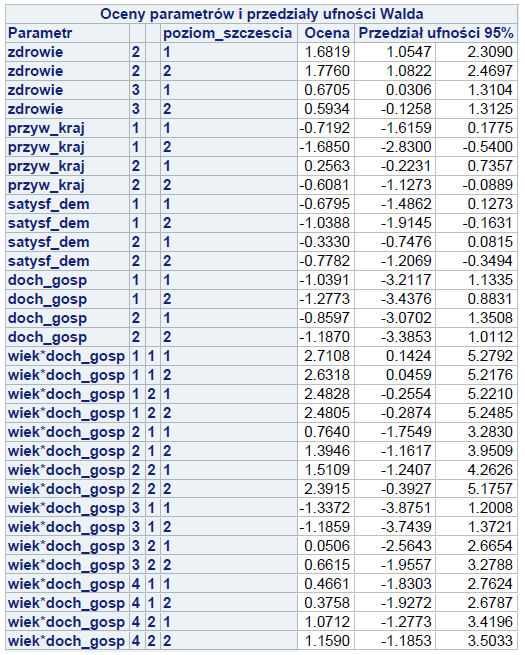 Oceny parametrów i przedziały ufności Walda
Parametr poziom_szczescia Ocena Przedział ufności 95%
zdrowie 2 1 1.6819 1.0547 2.3090
zdrowie 2 2 1.7760 1.0822 2.4697
zdrowie 3 1 0.6705 0.0306 1.3104
zdrowie 3 2 0.5934 -0.1258 1.3125
przyw_kraj 1 1 -0.7192 -1.6159 0.1775
przyw_kraj 1 2 -1.6850 -2.8300 -0.5400
przyw_kraj 2 1 0.2563 -0.2231 0.7357
przyw_kraj 2 2 -0.6081 -1.1273 -0.0889
satysf_dem 1 1 -0.6795 -1.4862 0.1273
satysf_dem 1 2 -1.0388 -1.9145 -0.1631
satysf_dem 2 1 -0.3330 -0.7476 0.0815
satysf_dem 2 2 -0.7782 -1.2069 -0.3494
doch_gosp 1 1 -1.0391 -3.2117 1.1335
doch_gosp 1 2 -1.2773 -3.4376 0.8831
doch_gosp 2 1 -0.8597 -3.0702 1.3508
doch_gosp 2 2 -1.1870 -3.3853 1.0112
wiek*doch_gosp 1 1 1 2.7108 0.1424 5.2792
wiek*doch_gosp 1 1 2 2.6318 0.0459 5.2176
wiek*doch_gosp 1 2 1 2.4828 -0.2554 5.2210
wiek*doch_gosp 1 2 2 2.4805 -0.2874 5.2485
wiek*doch_gosp 2 1 1 0.7640 -1.7549 3.2830
wiek*doch_gosp 2 1 2 1.3946 -1.1617 3.9509
wiek*doch_gosp 2 2 1 1.5109 -1.2407 4.2626
wiek*doch_gosp 2 2 2 2.3915 -0.3927 5.1757
wiek*doch_gosp 3 1 1 -1.3372 -3.8751 1.2008
wiek*doch_gosp 3 1 2 -1.1859 -3.7439 1.3721
wiek*doch_gosp 3 2 1 0.0506 -2.5643 2.6654
wiek*doch_gosp 3 2 2 0.6615 -1.9557 3.2788
wiek*doch_gosp 4 1 1 0.4661 -1.8303 2.7624
wiek*doch_gosp 4 1 2 0.3758 -1.9272 2.6787
wiek*doch_gosp 4 2 1 1.0712 -1.2773 3.4196
wiek*doch_gosp 4 2 2 1.1590 -1.1853 3.5033